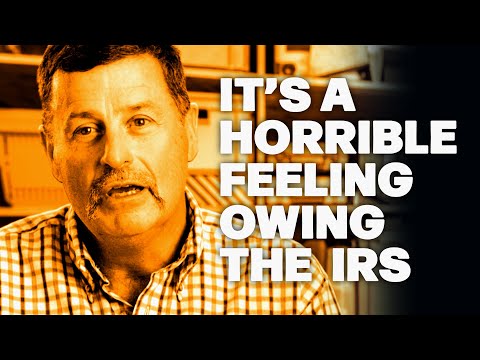 IT'S A
HORRIBLE
FEELING
OWING
THE IRS